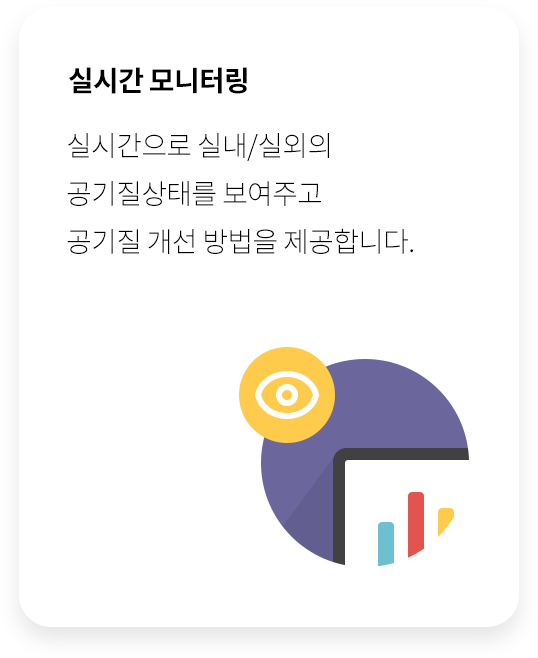 실시간 모니터링
실시간으로 실내/실외의
공기질상태를 보여주고
공기질 개선 방법을 제공합니다.